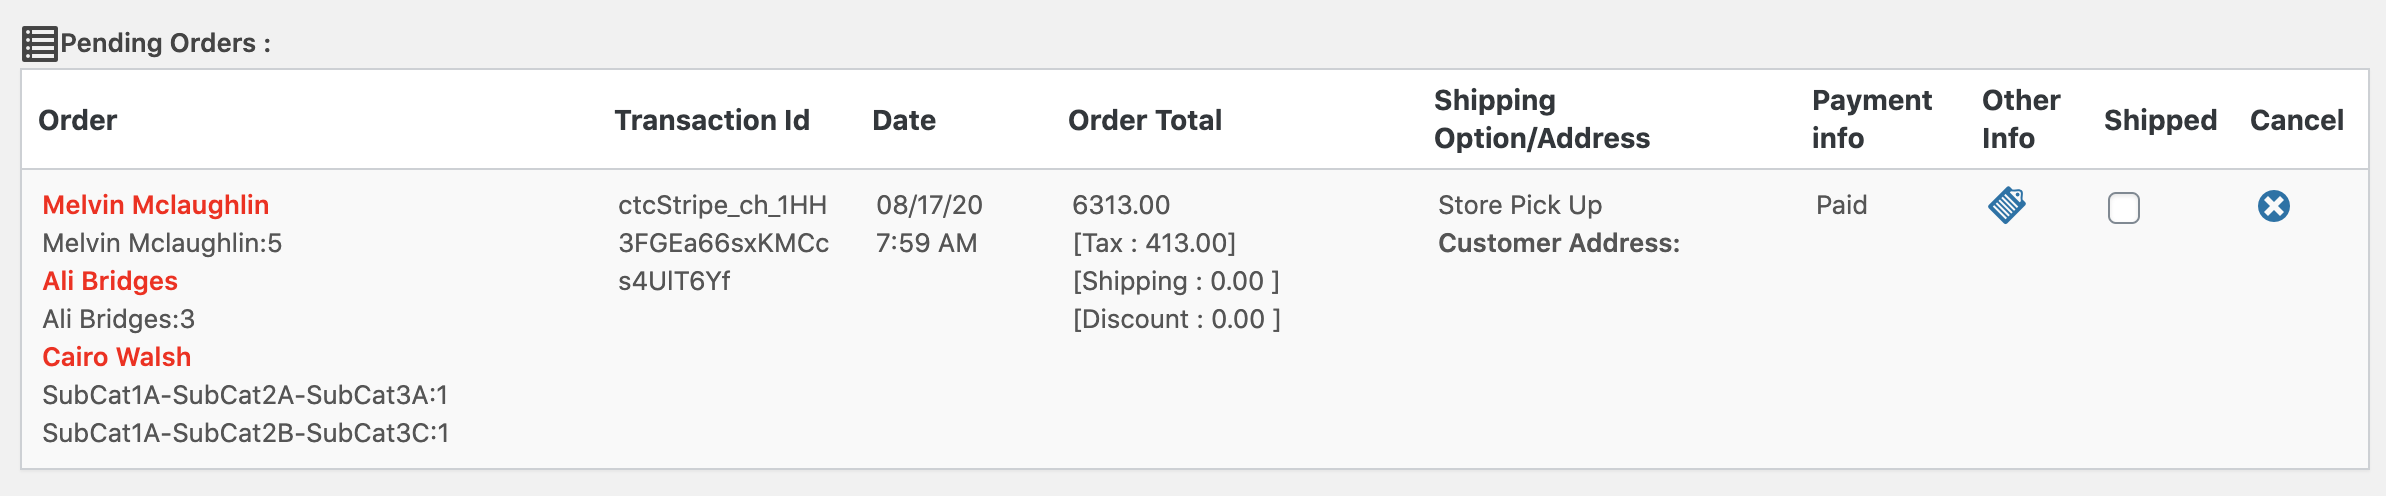 Pending Orders :
Order
Transaction Id
Date
Order Total
Shipping
Option/Address
Payment
info
Other
Info
Shipped
Cancel
Melvin Mclaughlin
Melvin Mclaughlin:5
Ali Bridges
Ali Bridges:3
Cairo Walsh
SubCat1A-SubCat2A-SubCat3A:1
SubCat1A-SubCat2B-SubCat3C:1
ctcStripe_ch_1HH
3FGEa66sxKMCc
s4UlT6Yf
08/17/20
7:59 AM
6313.00
[Tax : 413.00]
[Shipping : 0.00 ]
[Discount : 0.00 ]
Store Pick Up
Customer Address:
Paid